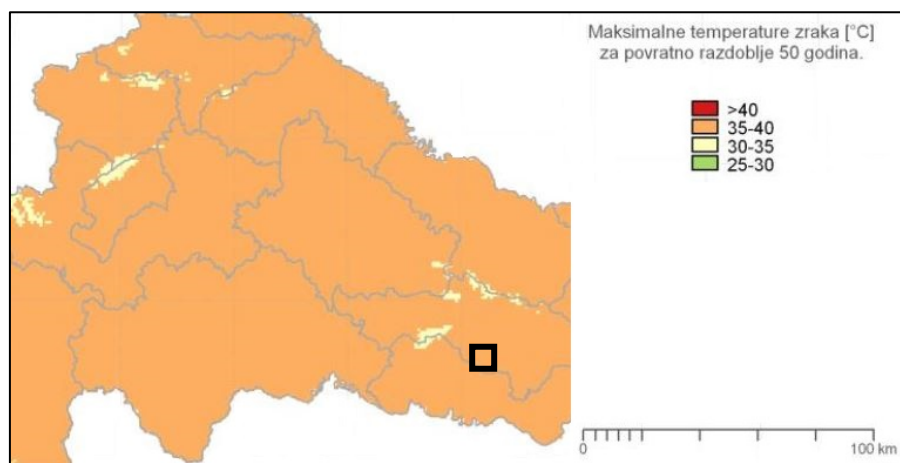 Maksimalne temperature zraka [°C]
za povratno razdoblje 50 godina.
>40
35-40
30-35
25-30
0
100 km